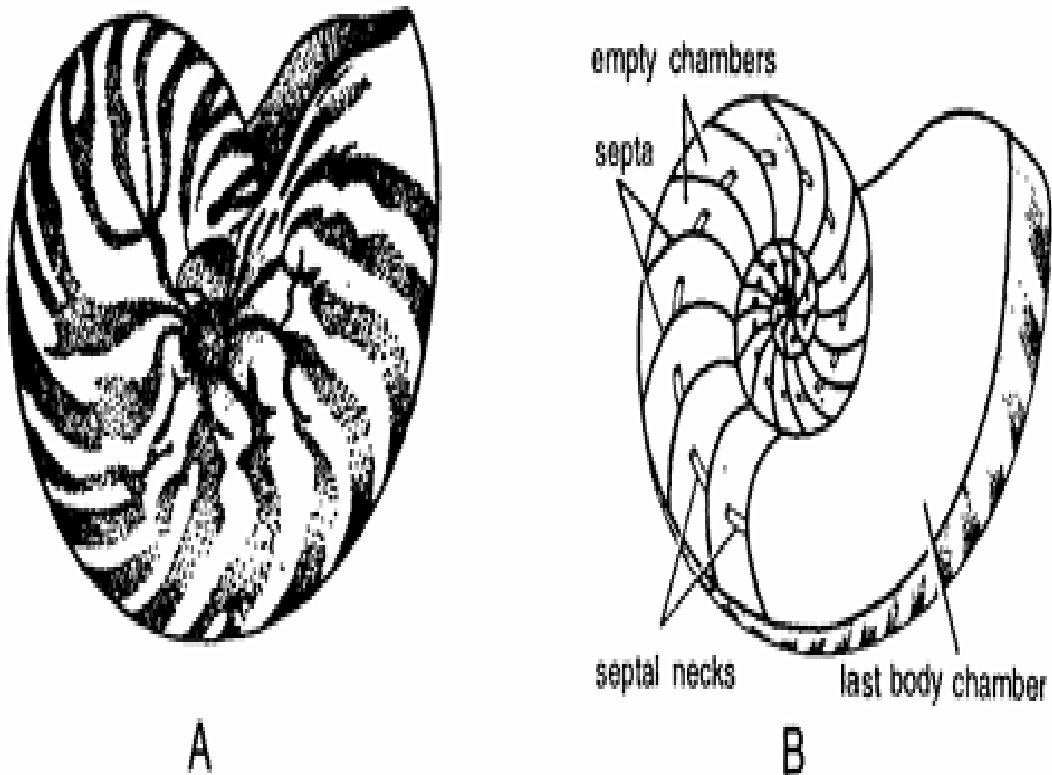 empty chambers
septa
septal necks
last body chamber
A
B